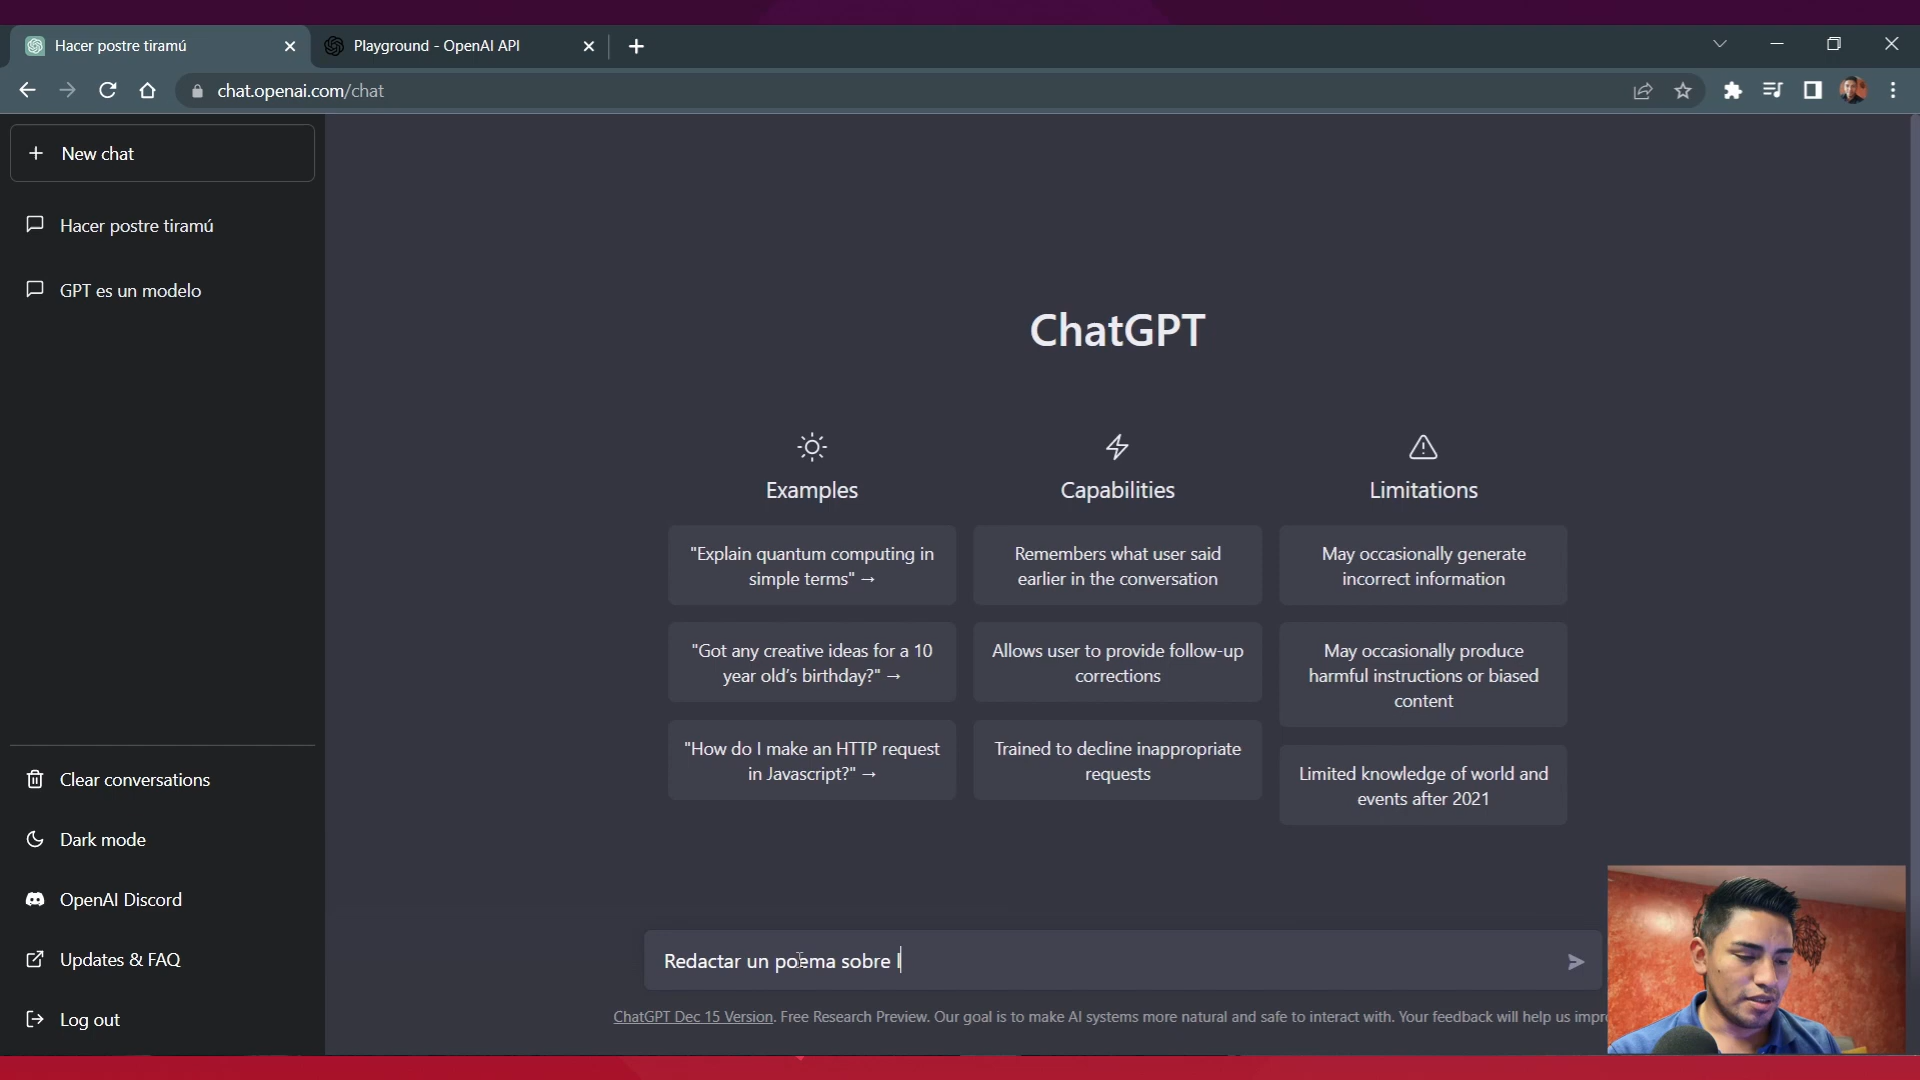 Hacer postre tiramú
Playground - OpenAI API
chat.openai.com/chat
New chat
Hacer postre tiramú
GPT es un modelo
Clear conversations
Dark mode
OpenAI Discord
Updates & FAQ
Log out
ChatGPT
Examples
"Explain quantum computing in
simple terms" →
"Got any creative ideas for a 10
year old's birthday?" →
"How do I make an HTTP request
in Javascript?" →
Capabilities
Remembers what user said
earlier in the conversation
Allows user to provide follow-up
corrections
Trained to decline inappropriate
requests
Limitations
May occasionally generate
incorrect information
May occasionally produce
harmful instructions or biased
content
Limited knowledge of world and
events after 2021
Redactar un poema sobre l
ChatGPT Dec 15 Version. Free Research Preview. Our goal is to make AI systems more natural and safe to interact with. Your feedback will help us impr